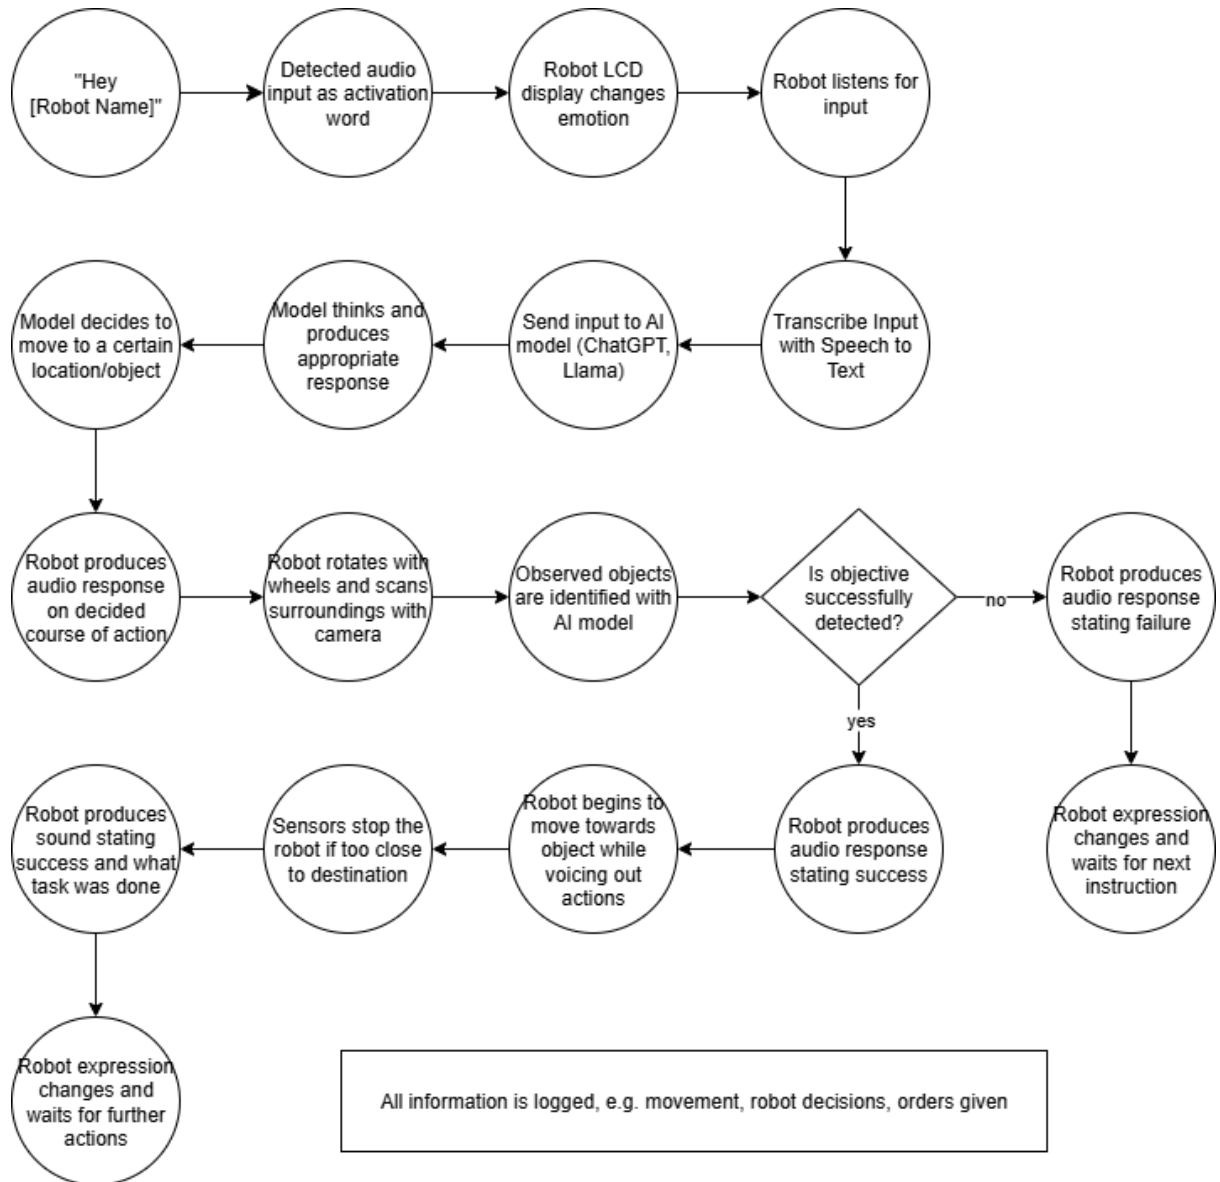 "Hey
[Robot Name]"
Detected audio
input as activation
word
Robot LCD
display changes
emotion
Robot listens for
input
Transcribe Input
with Speech to
Text
Send input to AI
model (ChatGPT,
Llama)
Model thinks and
produces
appropriate
response
Model decides to
move to a certain
location/object
Robot produces
audio response
on decided
course of action
Robot rotates with
wheels and scans
surroundings with
camera
Observed objects
are identified with
AI model
Is objective
successfully
detected?
no
Robot produces
audio response
stating failure
Robot expression
changes and
waits for next
instruction
yes
Robot produces
audio response
stating success
Robot begins to
move towards
object while
voicing out
actions
Sensors stop the
robot if too close
to destination
Robot produces
sound stating
success and what
task was done
Robot expression
changes and
waits for further
actions
All information is logged, e.g. movement, robot decisions, orders given